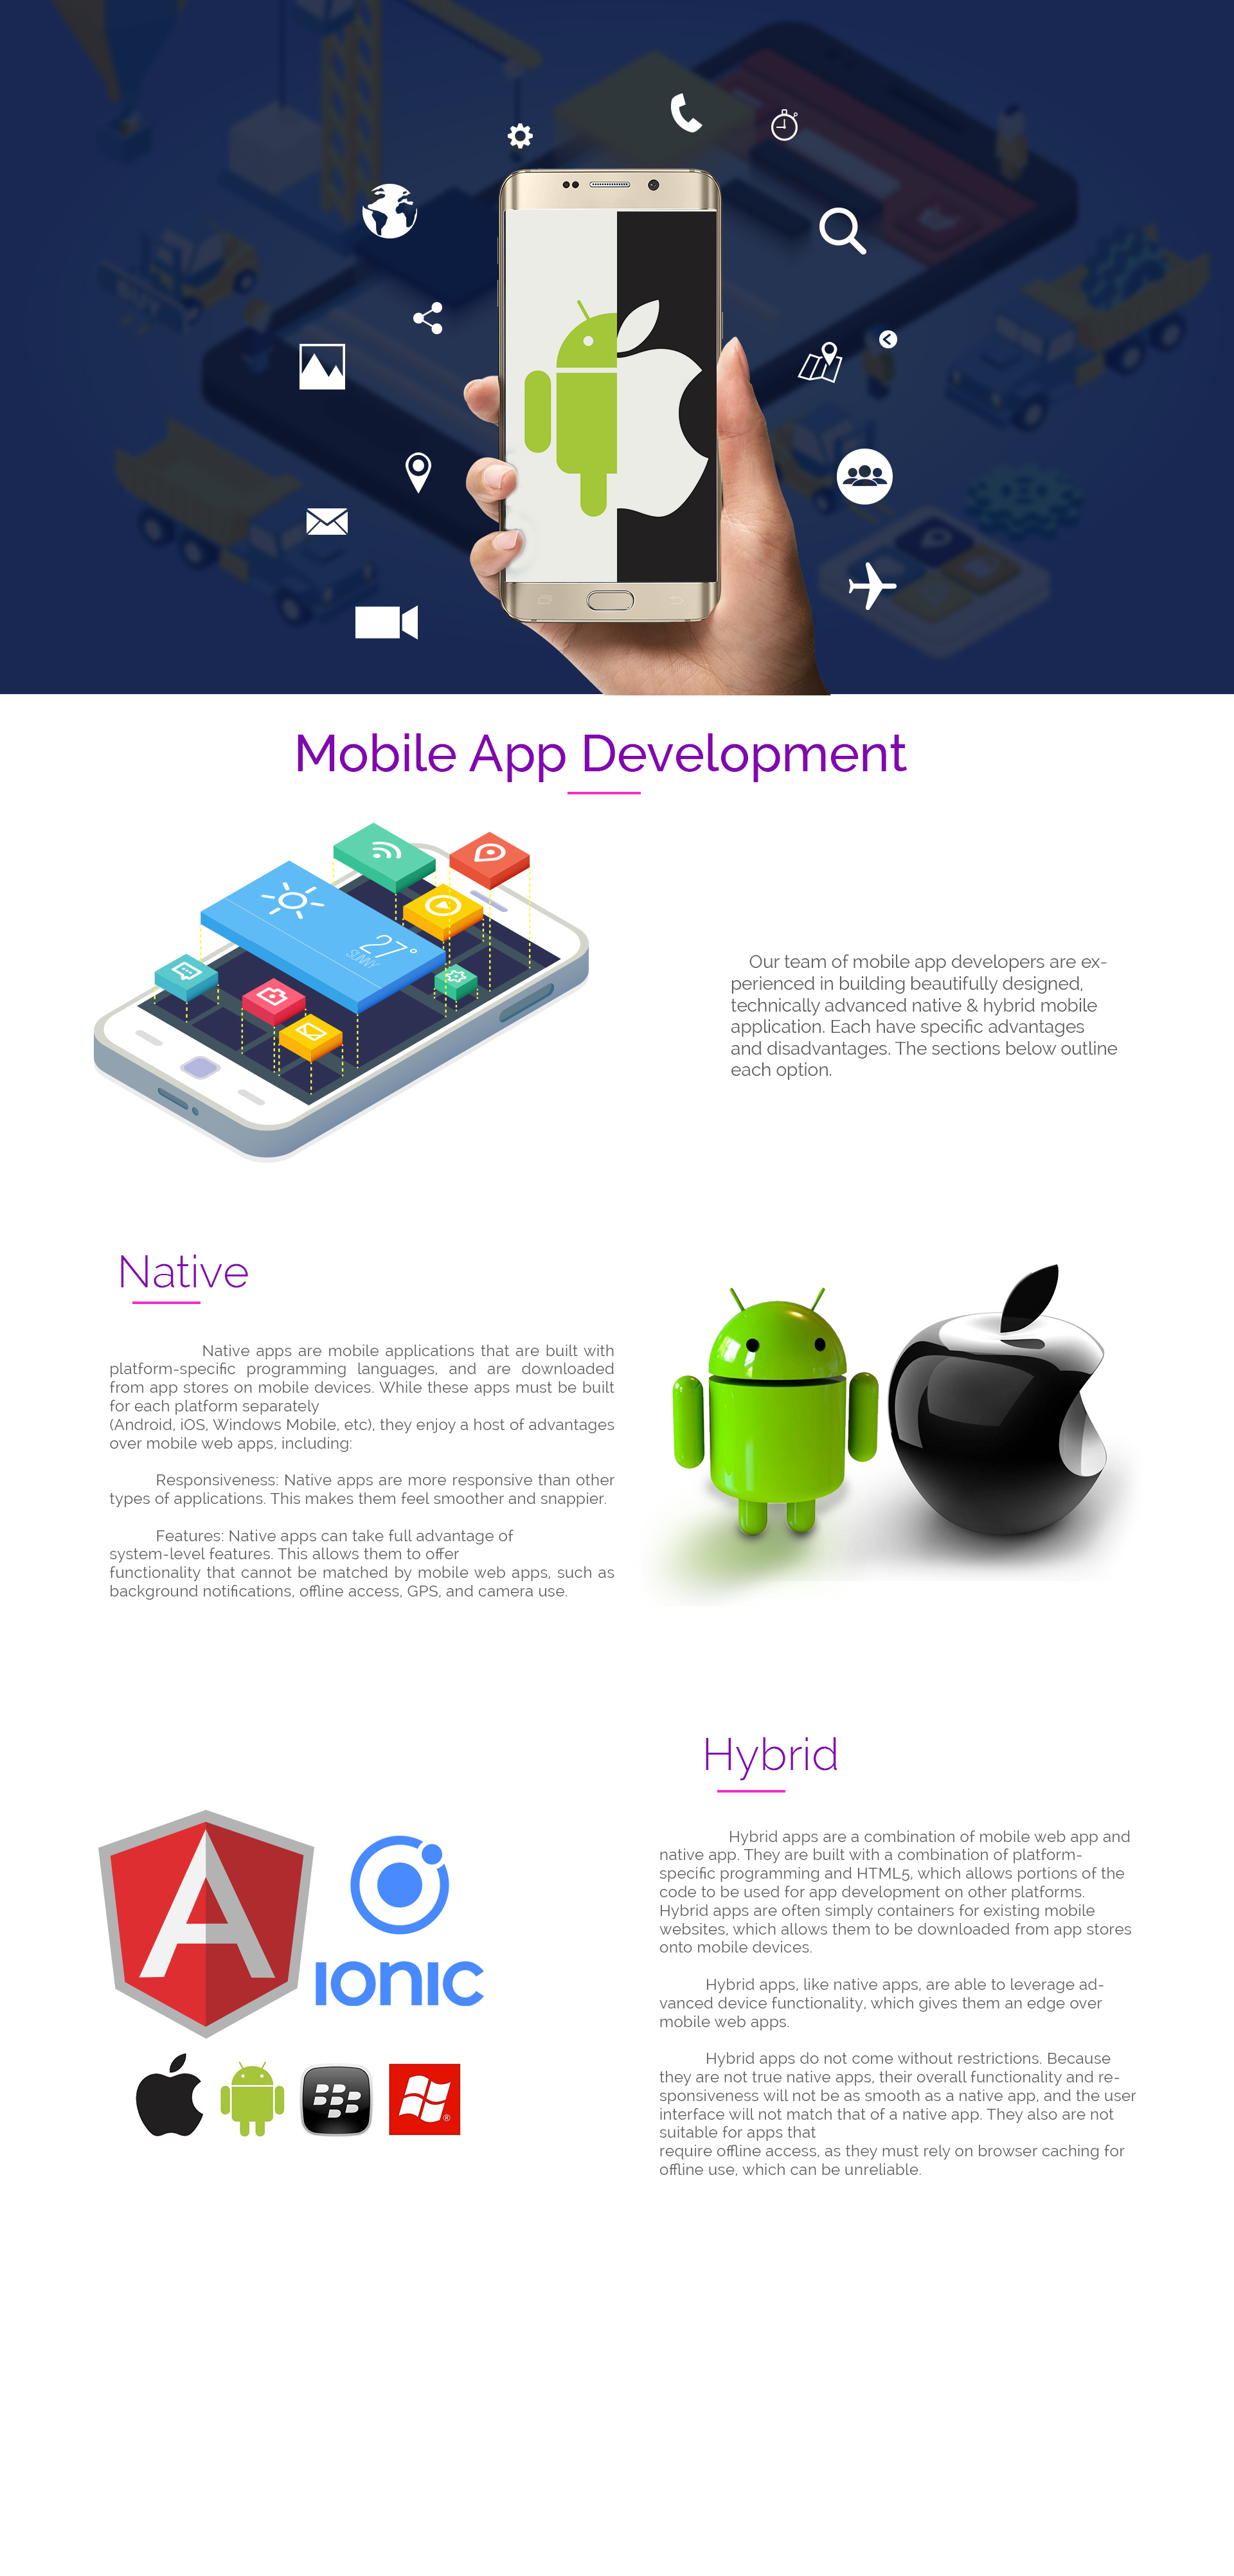 Mobile App Development
27°
SUNNY
Our team of mobile app developers are ex-
perienced in building beautifully designed,
technically advanced native & hybrid mobile
application. Each have specific advantages
and disadvantages. The sections below outline
each option.
Native
Native apps are mobile applications that are built with
platform-specific programming languages, and are downloaded
from app stores on mobile devices. While these apps must be built
for each platform separately
(Android, iOS, Windows Mobile, etc), they enjoy a host of advantages
over mobile web apps, including:
Responsiveness: Native apps are more responsive than other
types of applications. This makes them feel smoother and snappier.
Features: Native apps can take full advantage of
system-level features. This allows them to offer
functionality that cannot be matched by mobile web apps, such as
background notifications, offline access, GPS, and camera use.
Hybrid
Hybrid apps are a combination of mobile web app and
native app. They are built with a combination of platform-
specific programming and HTML5, which allows portions of the
code to be used for app development on other platforms.
Hybrid apps are often simply containers for existing mobile
websites, which allows them to be downloaded from app stores
onto mobile devices.
Hybrid apps, like native apps, are able to leverage ad-
vanced device functionality, which gives them an edge over
mobile web apps.
Hybrid apps do not come without restrictions. Because
they are not true native apps, their overall functionality and re-
sponsiveness will not be as smooth as a native app, and the user
interface will not match that of a native app. They also are not
suitable for apps that
require offline access, as they must rely on browser caching for
offline use, which can be unreliable.
A
IONIC
®